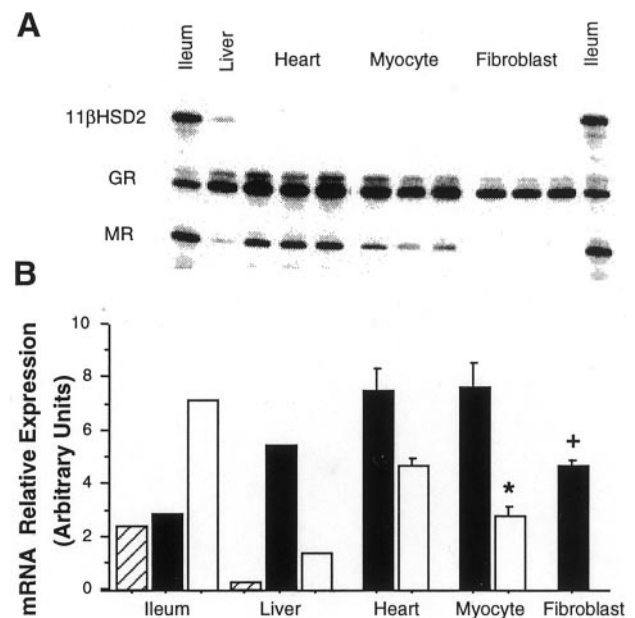 A
Ileum Liver Heart Myocyte Fibroblast Ileum
11βHSD2
GR
MR
B
mRNA Relative Expression
(Arbitrary Units)
10
8
6
4
2
0
+
*
Ileum Liver Heart Myocyte Fibroblast